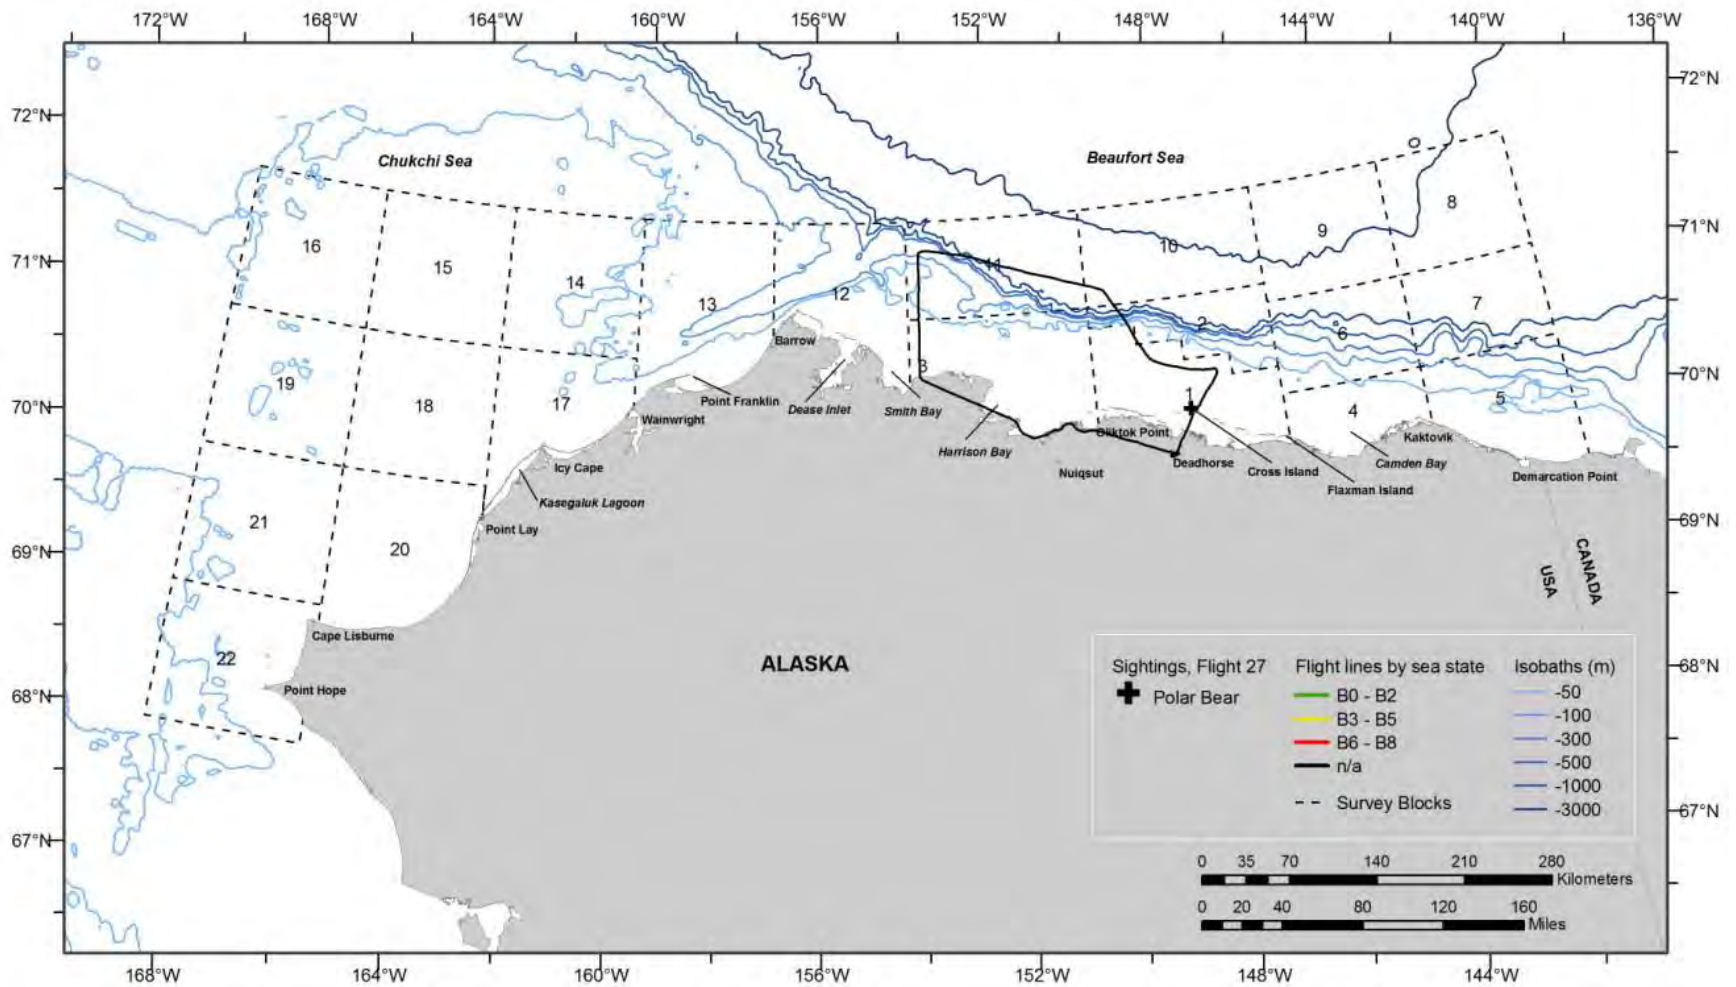 172°W 168°W 164°W 160°W 156°W 152°W 148°W 144°W 140°W 136°W
72°N
72°N
Chukchi Sea
Beaufort Sea
8
9
71°N
16
10
15
11
71°N
14
13
12
7
2
6
Barrow
3
70°N
19
1
Point Franklin
18
17
Dease Inlet
Smith Bay
4
5
70°N
Wainwright
Oliktok Point
Kaktovik
Harrison Bay
Icy Cape
Nuiqsut
Deadhorse
Cross Island
Camden Bay
Demarcation Point
Flaxman Island
Kasegaluk Lagoon
21
Point Lay
69°N
20
69°N
USA
CANADA
Cape Lisburne
22
ALASKA
68°N
Point Hope
68°N
Sightings, Flight 27
Polar Bear
Flight lines by sea state
B0 - B2
B3 - B5
B6 - B8
n/a
Survey Blocks
Isobaths (m)
-50
-100
-300
-500
-1000
-3000
67°N
67°N
0 35 70 140 210 280
Kilometers
0 20 40 80 120 160
Miles
168°W 164°W 160°W 156°W 152°W 148°W 144°W